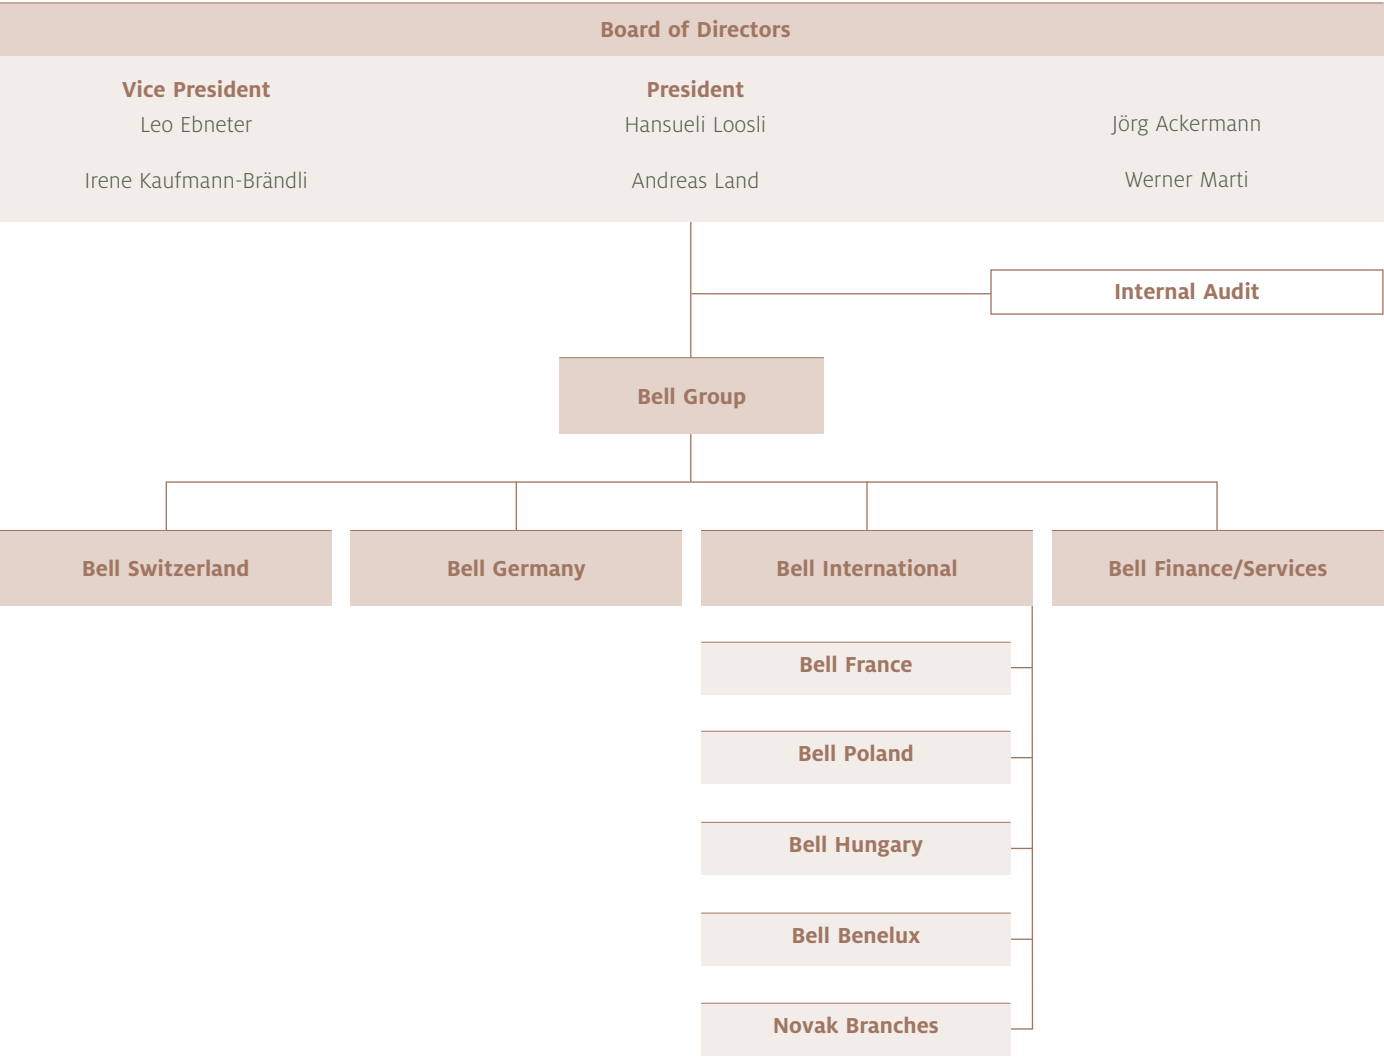 Board of Directors
Vice President
President
Leo Ebneter
Hansueli Loosli
Jörg Ackermann
Irene Kaufmann-Brändli
Andreas Land
Werner Marti
Internal Audit
Bell Group
Bell Switzerland
Bell Germany
Bell International
Bell Finance/Services
Bell France
Bell Poland
Bell Hungary
Bell Benelux
Novak Branches